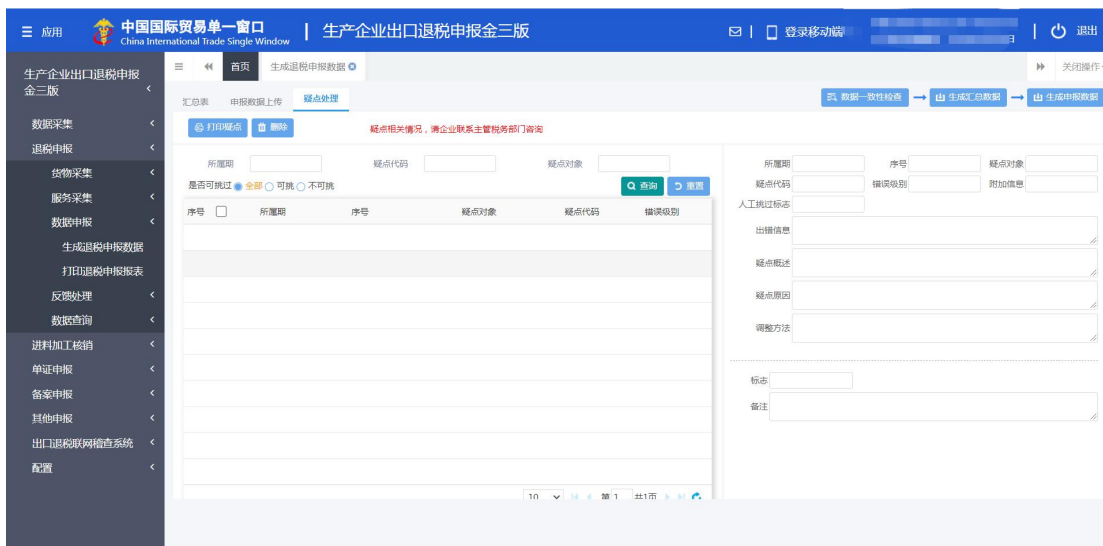 应用
中国国际贸易单一窗口
China International Trade Single Window
生产企业出口退税申报金三版
登录移动端
日
退出
生产企业出口退税申报金三版
数据采集
退税申报
货物采集
服务采集
数据申报
生成退税申报数据
打印退税申报报表
反馈处理
数据查询
进料加工核销
单证申报
备案申报
其他申报
出口退税联网稽查系统
配置
首页
生成退税申报数据
关闭操作
汇总表
申报数据上传
疑点处理
数据一致性检查
生成汇总数据
生成申报数据
打印疑点
删除
疑点相关情况，请企业联系主管税务部门咨询
所属期
疑点代码
疑点对象
是否可挑过 全部 可挑 不可挑
查询
重置
序号 所属期 序号 疑点对象 疑点代码 错误级别
10 第 1 共1页
所属期 序号 疑点对象
疑点代码 错误级别 附加信息
人工挑过标志
出错信息
疑点概述
疑点原因
调整方法
标志
备注